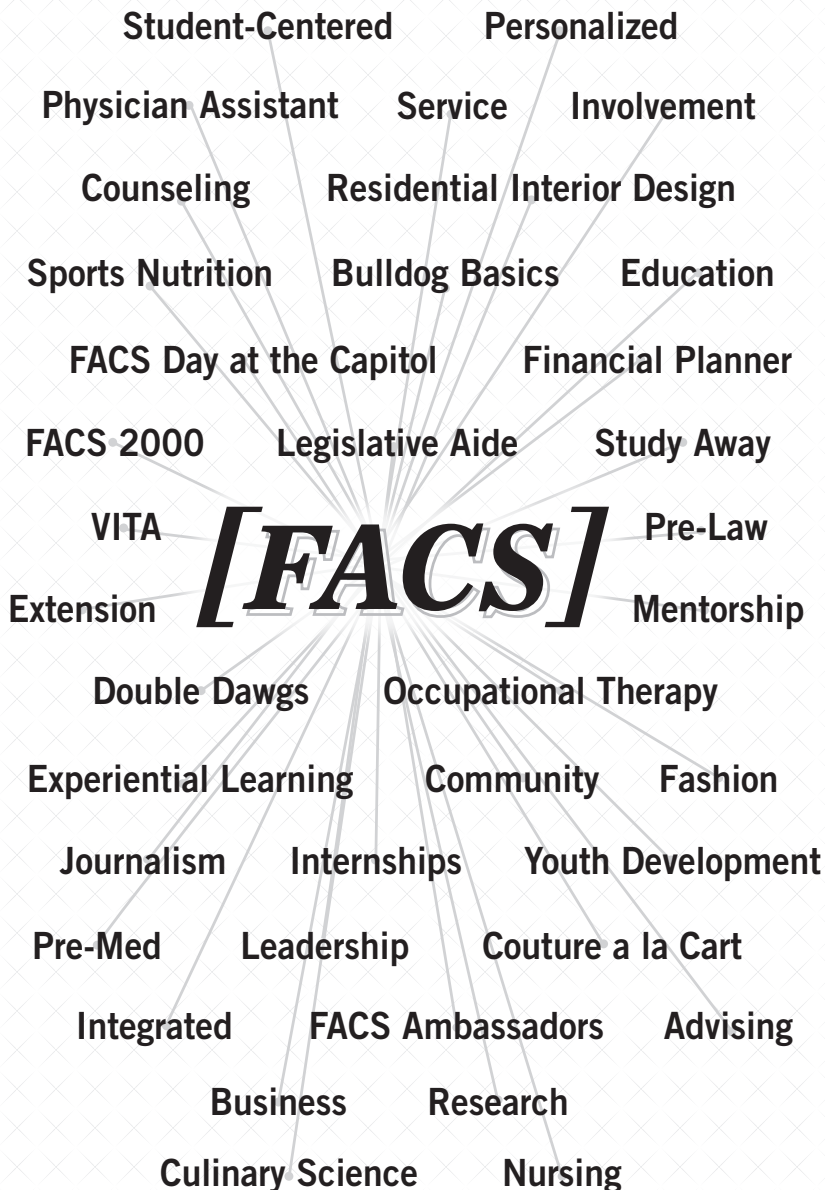 Student-Centered Personalized
Physician Assistant Service Involvement
Counseling Residential Interior Design
Sports Nutrition Bulldog Basics Education
FACS Day at the Capitol Financial Planner
FACS 2000 Legislative Aide Study Away
VITA Pre-Law
[FACS]
Extension Mentorship
Double Dawgs Occupational Therapy
Experiential Learning Community Fashion
Journalism Internships Youth Development
Pre-Med Leadership Couture a la Cart
Integrated FACS Ambassadors Advising
Business Research
Culinary Science Nursing